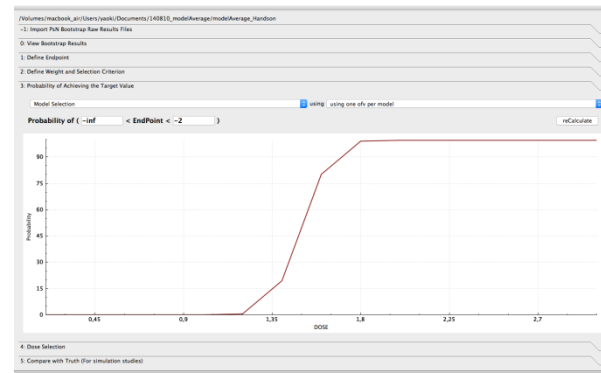 /Volumes/macbook_air/Users/yaoki/Documents/140810_modelAverage/modelAverage_Handson
-1: Import PsN Bootstrap Raw Results Files
0: View Bootstrap Results
1: Define Endpoint
2: Define Weight and Selection Criterion
3: Probability of Achieving the Target Value
Model Selection using using one ofv per model
Probability of ( -inf < EndPoint < -2 ) reCalculate
90
75
60
45
30
15
0
Probability
0,45 0,9 1,35 1,8 2,25 2,7
DOSE
4: Dose Selection
5: Compare with Truth (For simulation studies)